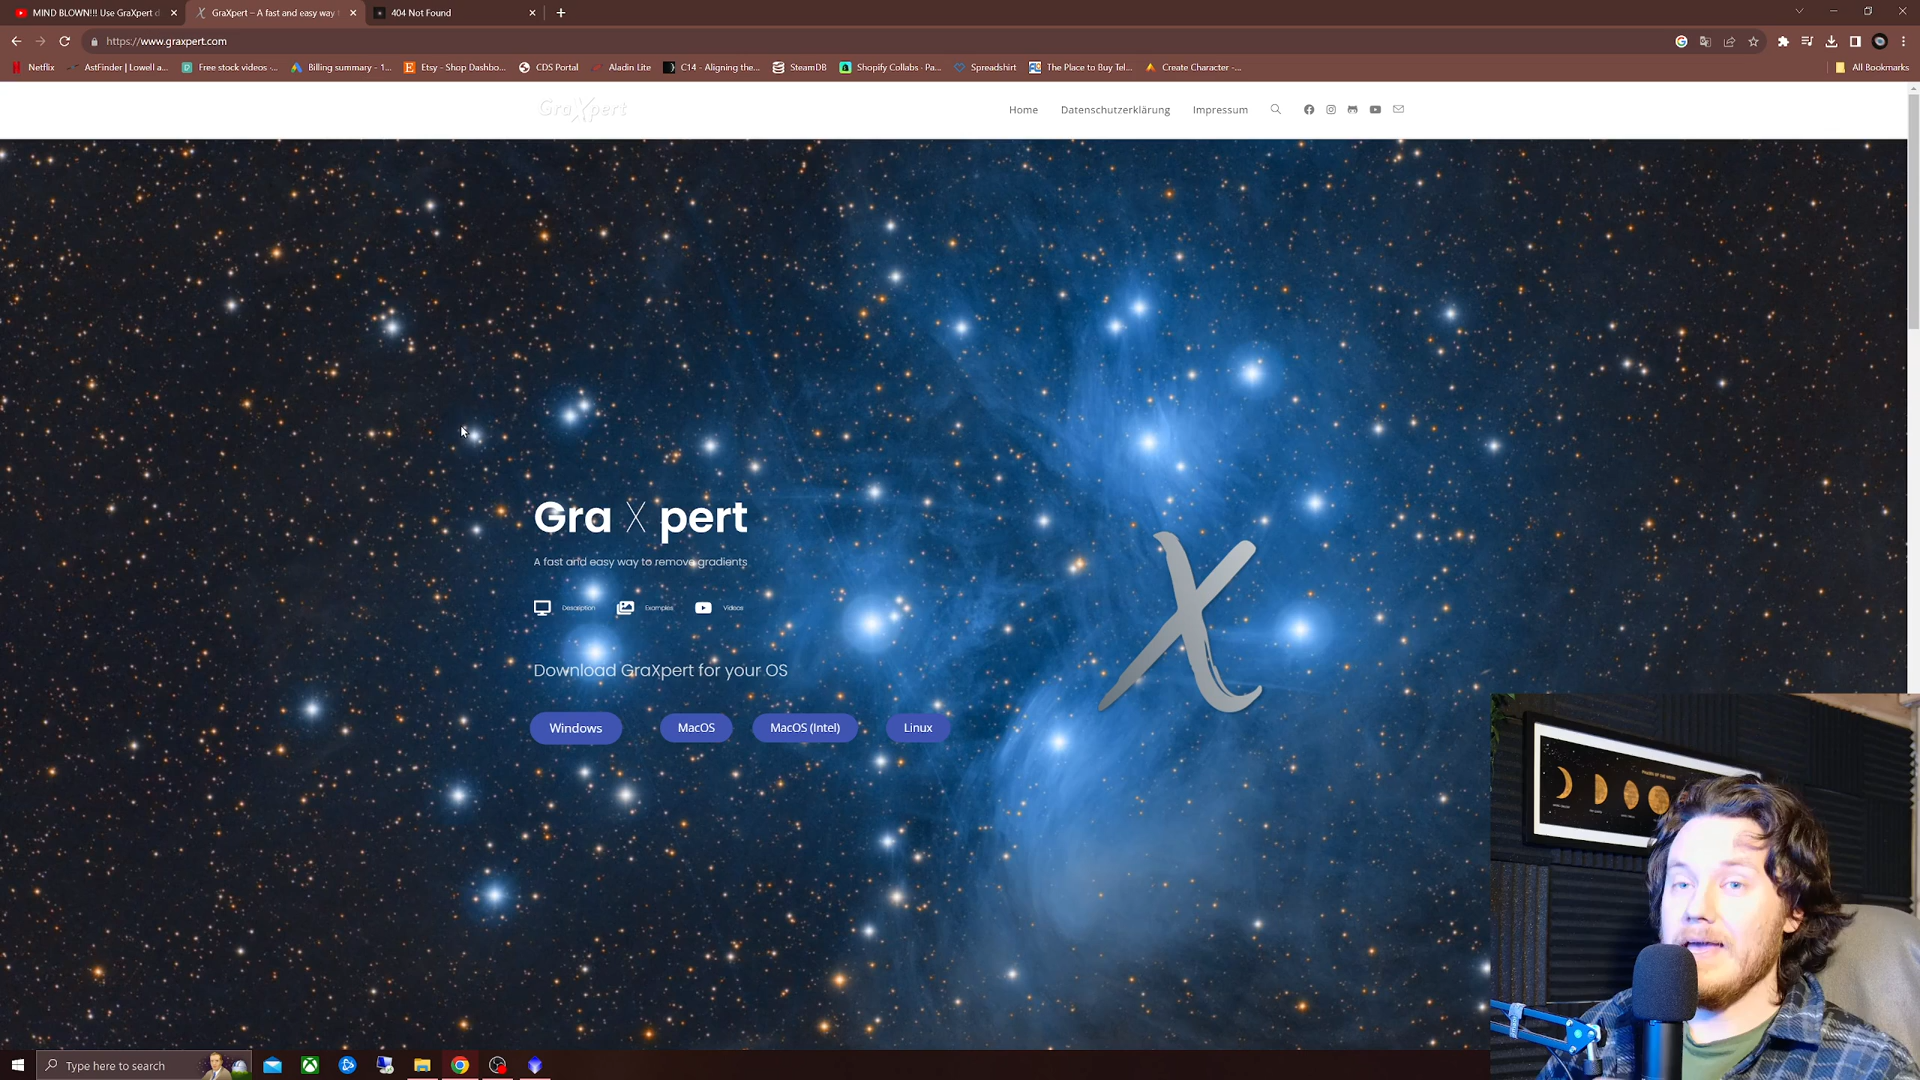 MIND BLOWN!!! Use GraXpert d
GraXpert – A fast and easy way t
404 Not Found
https://www.graxpert.com
Netflix
AstFinder | Lowell a...
Free stock videos -...
Billing summary - 1...
Etsy - Shop Dashbo...
CDS Portal
Aladin Lite
C14 - Aligning the...
SteamDB
Shopify Collabs - Pa...
Spreadshirt
The Place to Buy Tel...
Create Character -...
All Bookmarks
GraXpert
Home
Datenschutzerklärung
Impressum
Gra X pert
A fast and easy way to remove gradients
Description
Examples
Videos
Download GraXpert for your OS
Windows
MacOS
MacOS (Intel)
Linux
X
Type here to search